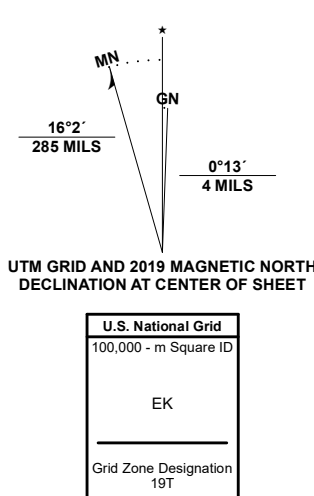 ★
MN
GN
16°2´
285 MILS
0°13´
4 MILS
UTM GRID AND 2019 MAGNETIC NORTH
DECLINATION AT CENTER OF SHEET
U.S. National Grid
100,000 - m Square ID
EK
Grid Zone Designation
19T